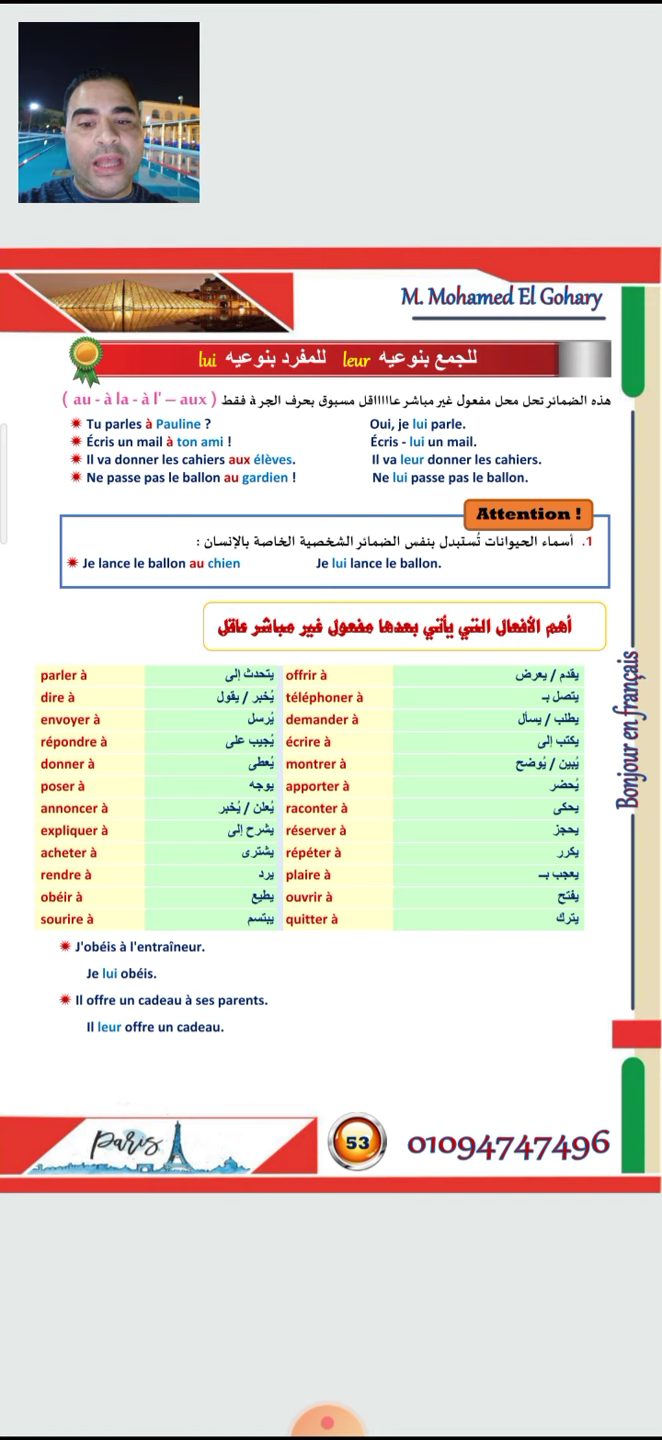 M. Mohamed El Gohary
للجمع بنوعيه leur للمفرد بنوعيه lui
هذه الضمائر تحل محل مفعول غير مباشر عاااااقل مسبوق بحرف الجر à فقط ( au - à la - à l' – aux )
Tu parles à Pauline ? Oui, je lui parle.
Écris un mail à ton ami ! Écris - lui un mail.
Il va donner les cahiers aux élèves. Il va leur donner les cahiers.
Ne passe pas le ballon au gardien ! Ne lui passe pas le ballon.
Attention !
1. أسماء الحيوانات تُستبدل بنفس الضمائر الشخصية الخاصة بالإنسان :
Je lance le ballon au chien Je lui lance le ballon.
أهم الأفعال التي يأتي بعدها مفعول غير مباشر عاقل
parler à يتحدث إلى offrir à يقدم / يعرض
dire à يُخبر / يقول téléphoner à يتصل بـ
envoyer à يُرسل demander à يطلب / يسأل
répondre à يُجيب على écrire à يكتب إلى
donner à يُعطى montrer à يُبين / يُوضح
poser à يوجه apporter à يُحضر
annoncer à يُعلن / يُخبر raconter à يحكى
expliquer à يشرح إلى réserver à يحجز
acheter à يشترى répéter à يكرر
rendre à يرد plaire à يعجب بــ
obéir à يطيع ouvrir à يفتح
sourire à يبتسم quitter à يترك
J'obéis à l'entraîneur.
Je lui obéis.
Il offre un cadeau à ses parents.
Il leur offre un cadeau.
Bonjour en français
Paris
53
01094747496